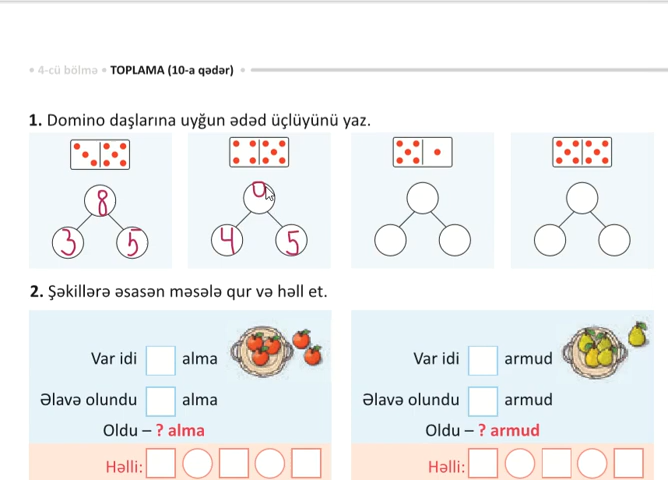 • 4-cü bölmə • TOPLAMA (10-a qədər) •
1. Domino daşlarına uyğun ədəd üçlüyünü yaz.
8
3 5
4 5
2. Şəkillərə əsasən məsələ qur və həll et.
Var idi alma
Əlavə olundu alma
Oldu – ? alma
Həlli:
Var idi armud
Əlavə olundu armud
Oldu – ? armud
Həlli: